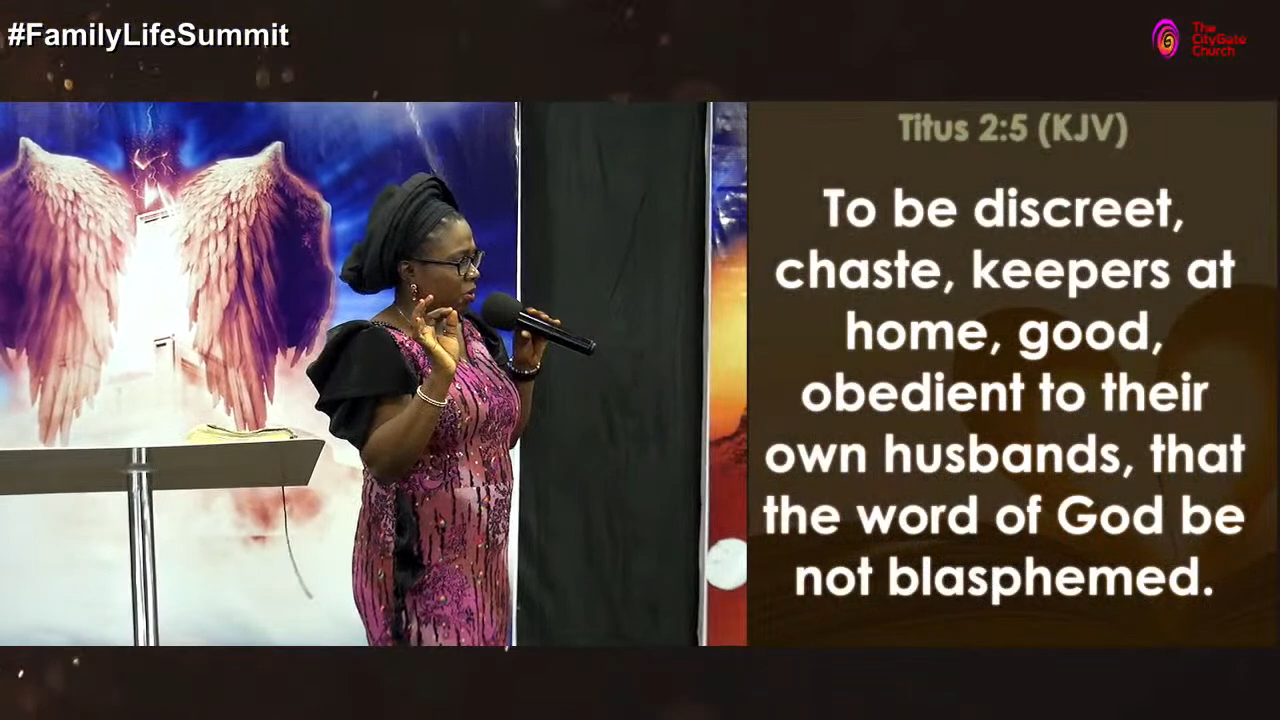 #FamilyLifeSummit
The
CityGate
Church
Titus 2:5 (KJV)
To be discreet,
chaste, keepers at
home, good,
obedient to their
own husbands, that
the word of God be
not blasphemed.